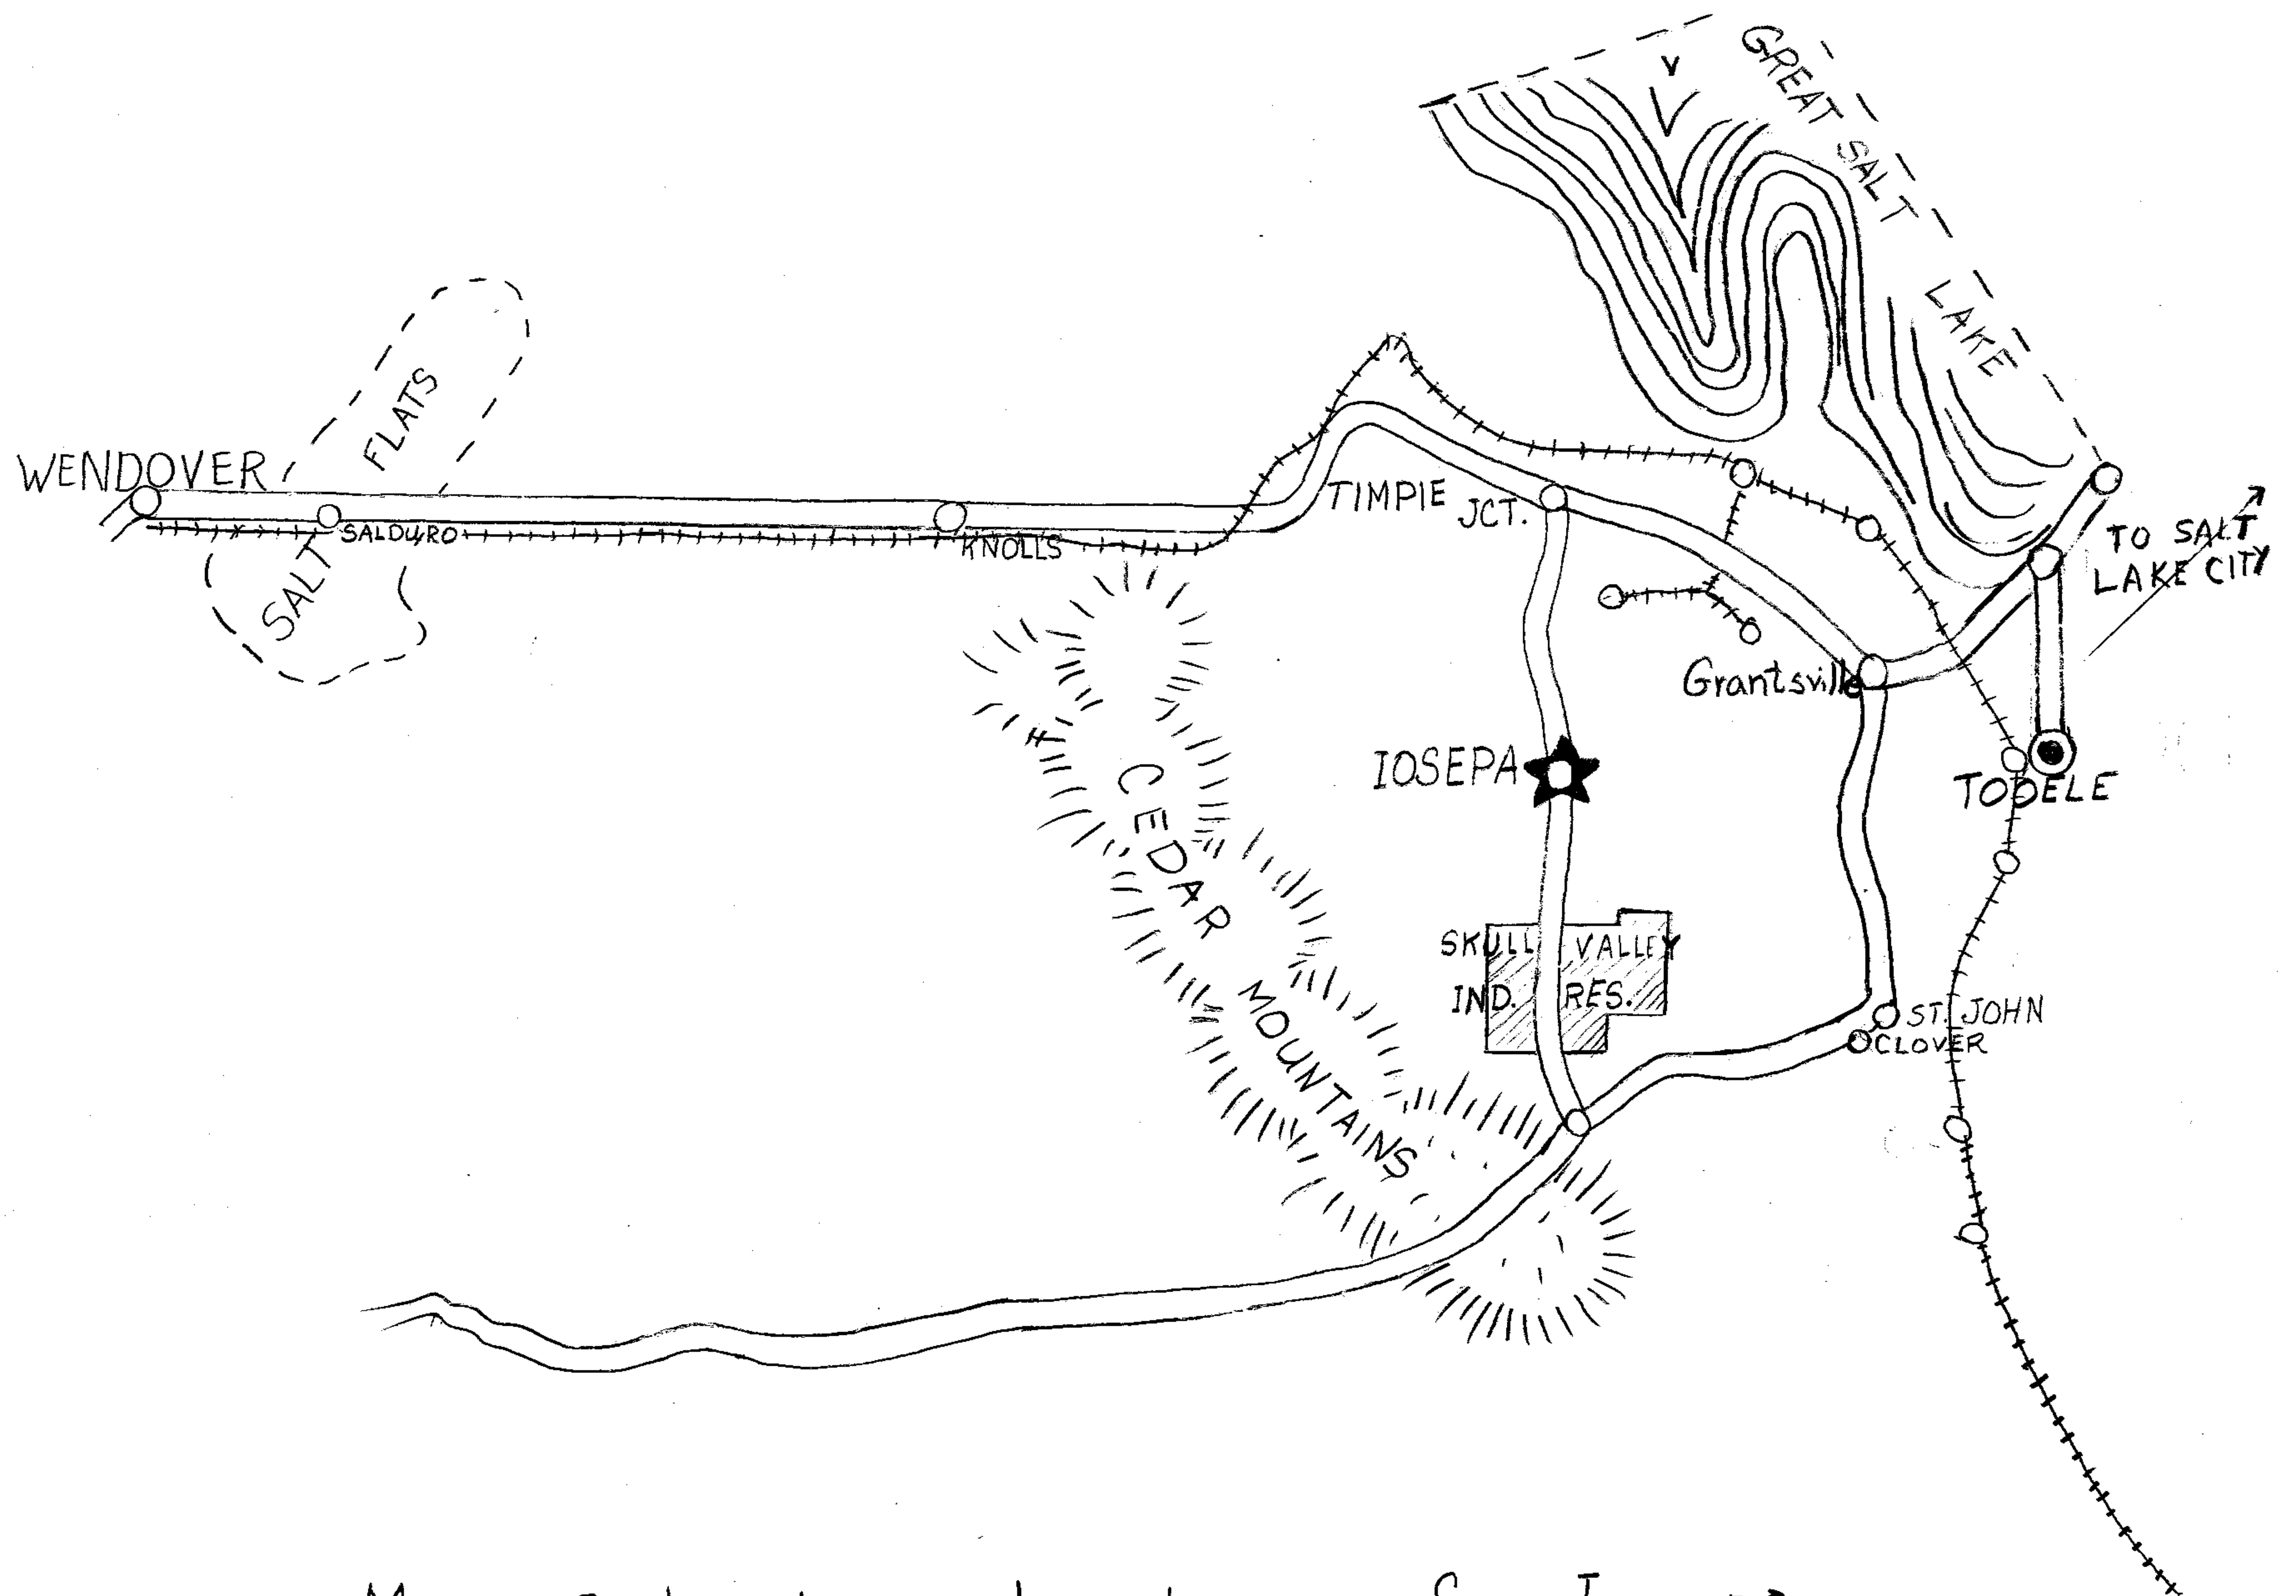 GREAT SALT LAKE
WENDOVER
SALT FLATS
SALDURO
KNOLLS
TIMPIE JCT.
TO SALT
LAKE CITY
Grantsville
IOSEPA
TOOELE
CEDAR MOUNTAINS
SKULL VALLEY
IND. RES.
ST. JOHN
CLOVER